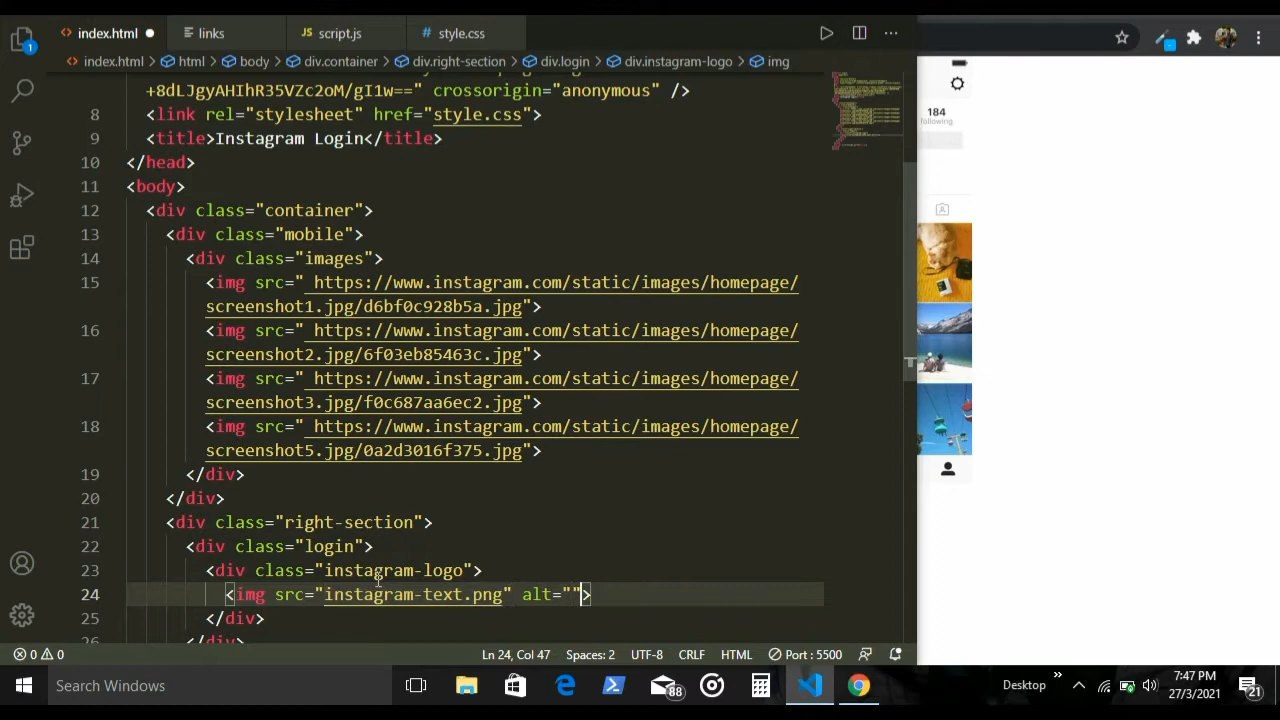 index.html
links
JS script.js
style.css
index.html > html > body > div.container > div.right-section > div.login > div.instagram-logo > img
+8dLJgyAHIhR35VZc2oM/gI1w==" crossorigin="anonymous" />
8 <link rel="stylesheet" href="style.css">
9 <title>Instagram Login</title>
10 </head>
11 <body>
12 <div class="container">
13 <div class="mobile">
14 <div class="images">
15 <img src=" https://www.instagram.com/static/images/homepage/
screenshot1.jpg/d6bf0c928b5a.jpg">
16 <img src=" https://www.instagram.com/static/images/homepage/
screenshot2.jpg/6f03eb85463c.jpg">
17 <img src=" https://www.instagram.com/static/images/homepage/
screenshot3.jpg/f0c687aa6ec2.jpg">
18 <img src=" https://www.instagram.com/static/images/homepage/
screenshot5.jpg/0a2d3016f375.jpg">
19 </div>
20 </div>
21 <div class="right-section">
22 <div class="login">
23 <div class="instagram-logo">
24 <img src="instagram-text.png" alt="">
25 </div>
26 </div>
184
following
1
0 0 Ln 24, Col 47 Spaces: 2 UTF-8 CRLF HTML Port : 5500
Search Windows
88
Desktop
7:47 PM
27/3/2021
21